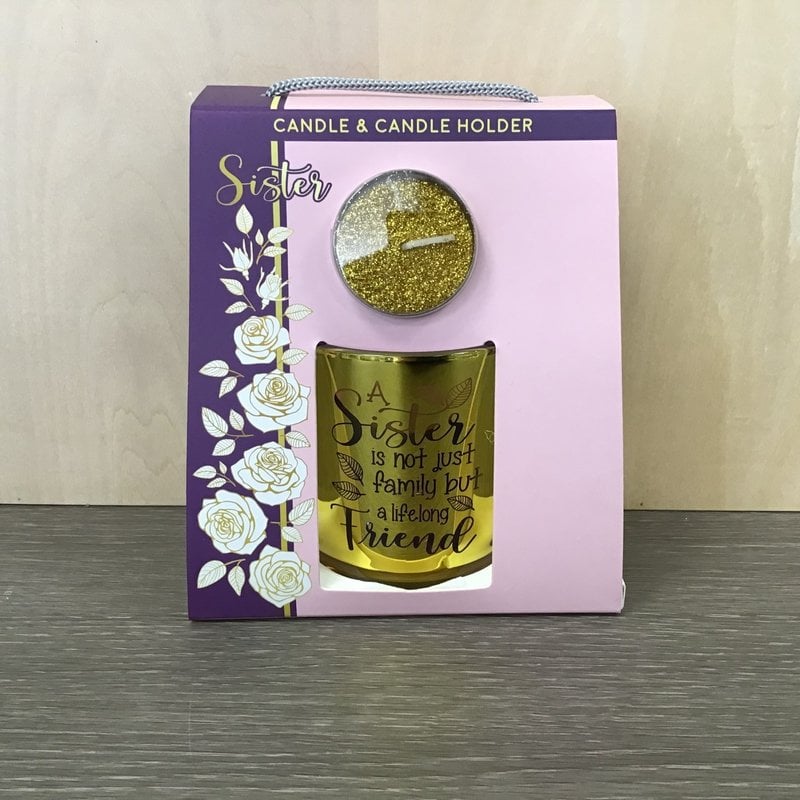 CANDLE & CANDLE HOLDER
Sister
A
Sister
is not just
family but
a lifelong
Friend